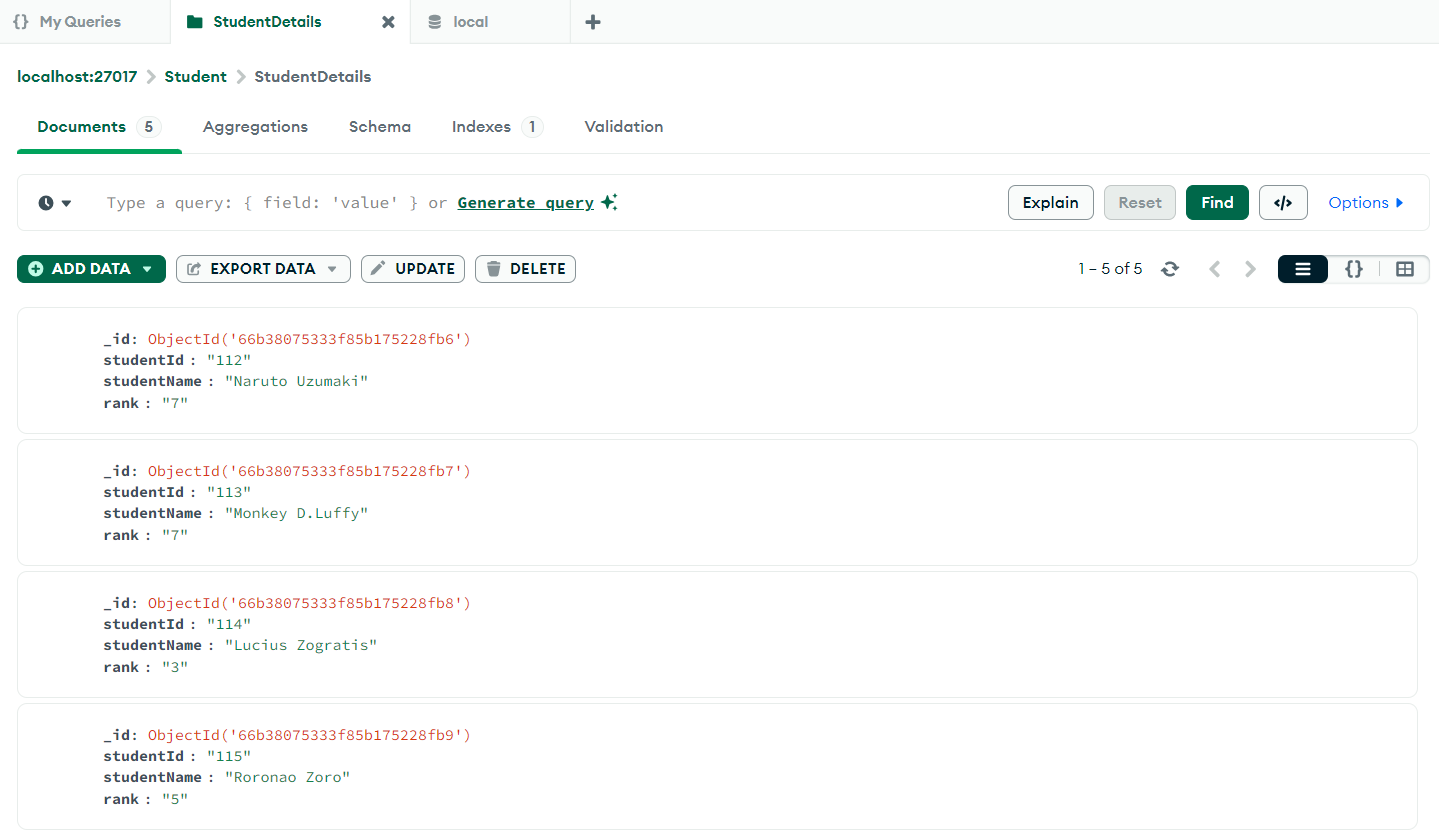 {} My Queries StudentDetails local
localhost:27017 Student StudentDetails
Documents 5 Aggregations Schema Indexes 1 Validation
Type a query: { field: 'value' } or Generate query Explain Reset Find </> Options
ADD DATA EXPORT DATA UPDATE DELETE 1 – 5 of 5 {}
_id: ObjectId('66b38075333f85b175228fb6')
studentId : "112"
studentName : "Naruto Uzumaki"
rank : "7"
_id: ObjectId('66b38075333f85b175228fb7')
studentId : "113"
studentName : "Monkey D.Luffy"
rank : "7"
_id: ObjectId('66b38075333f85b175228fb8')
studentId : "114"
studentName : "Lucius Zogratis"
rank : "3"
_id: ObjectId('66b38075333f85b175228fb9')
studentId : "115"
studentName : "Roronao Zoro"
rank : "5"